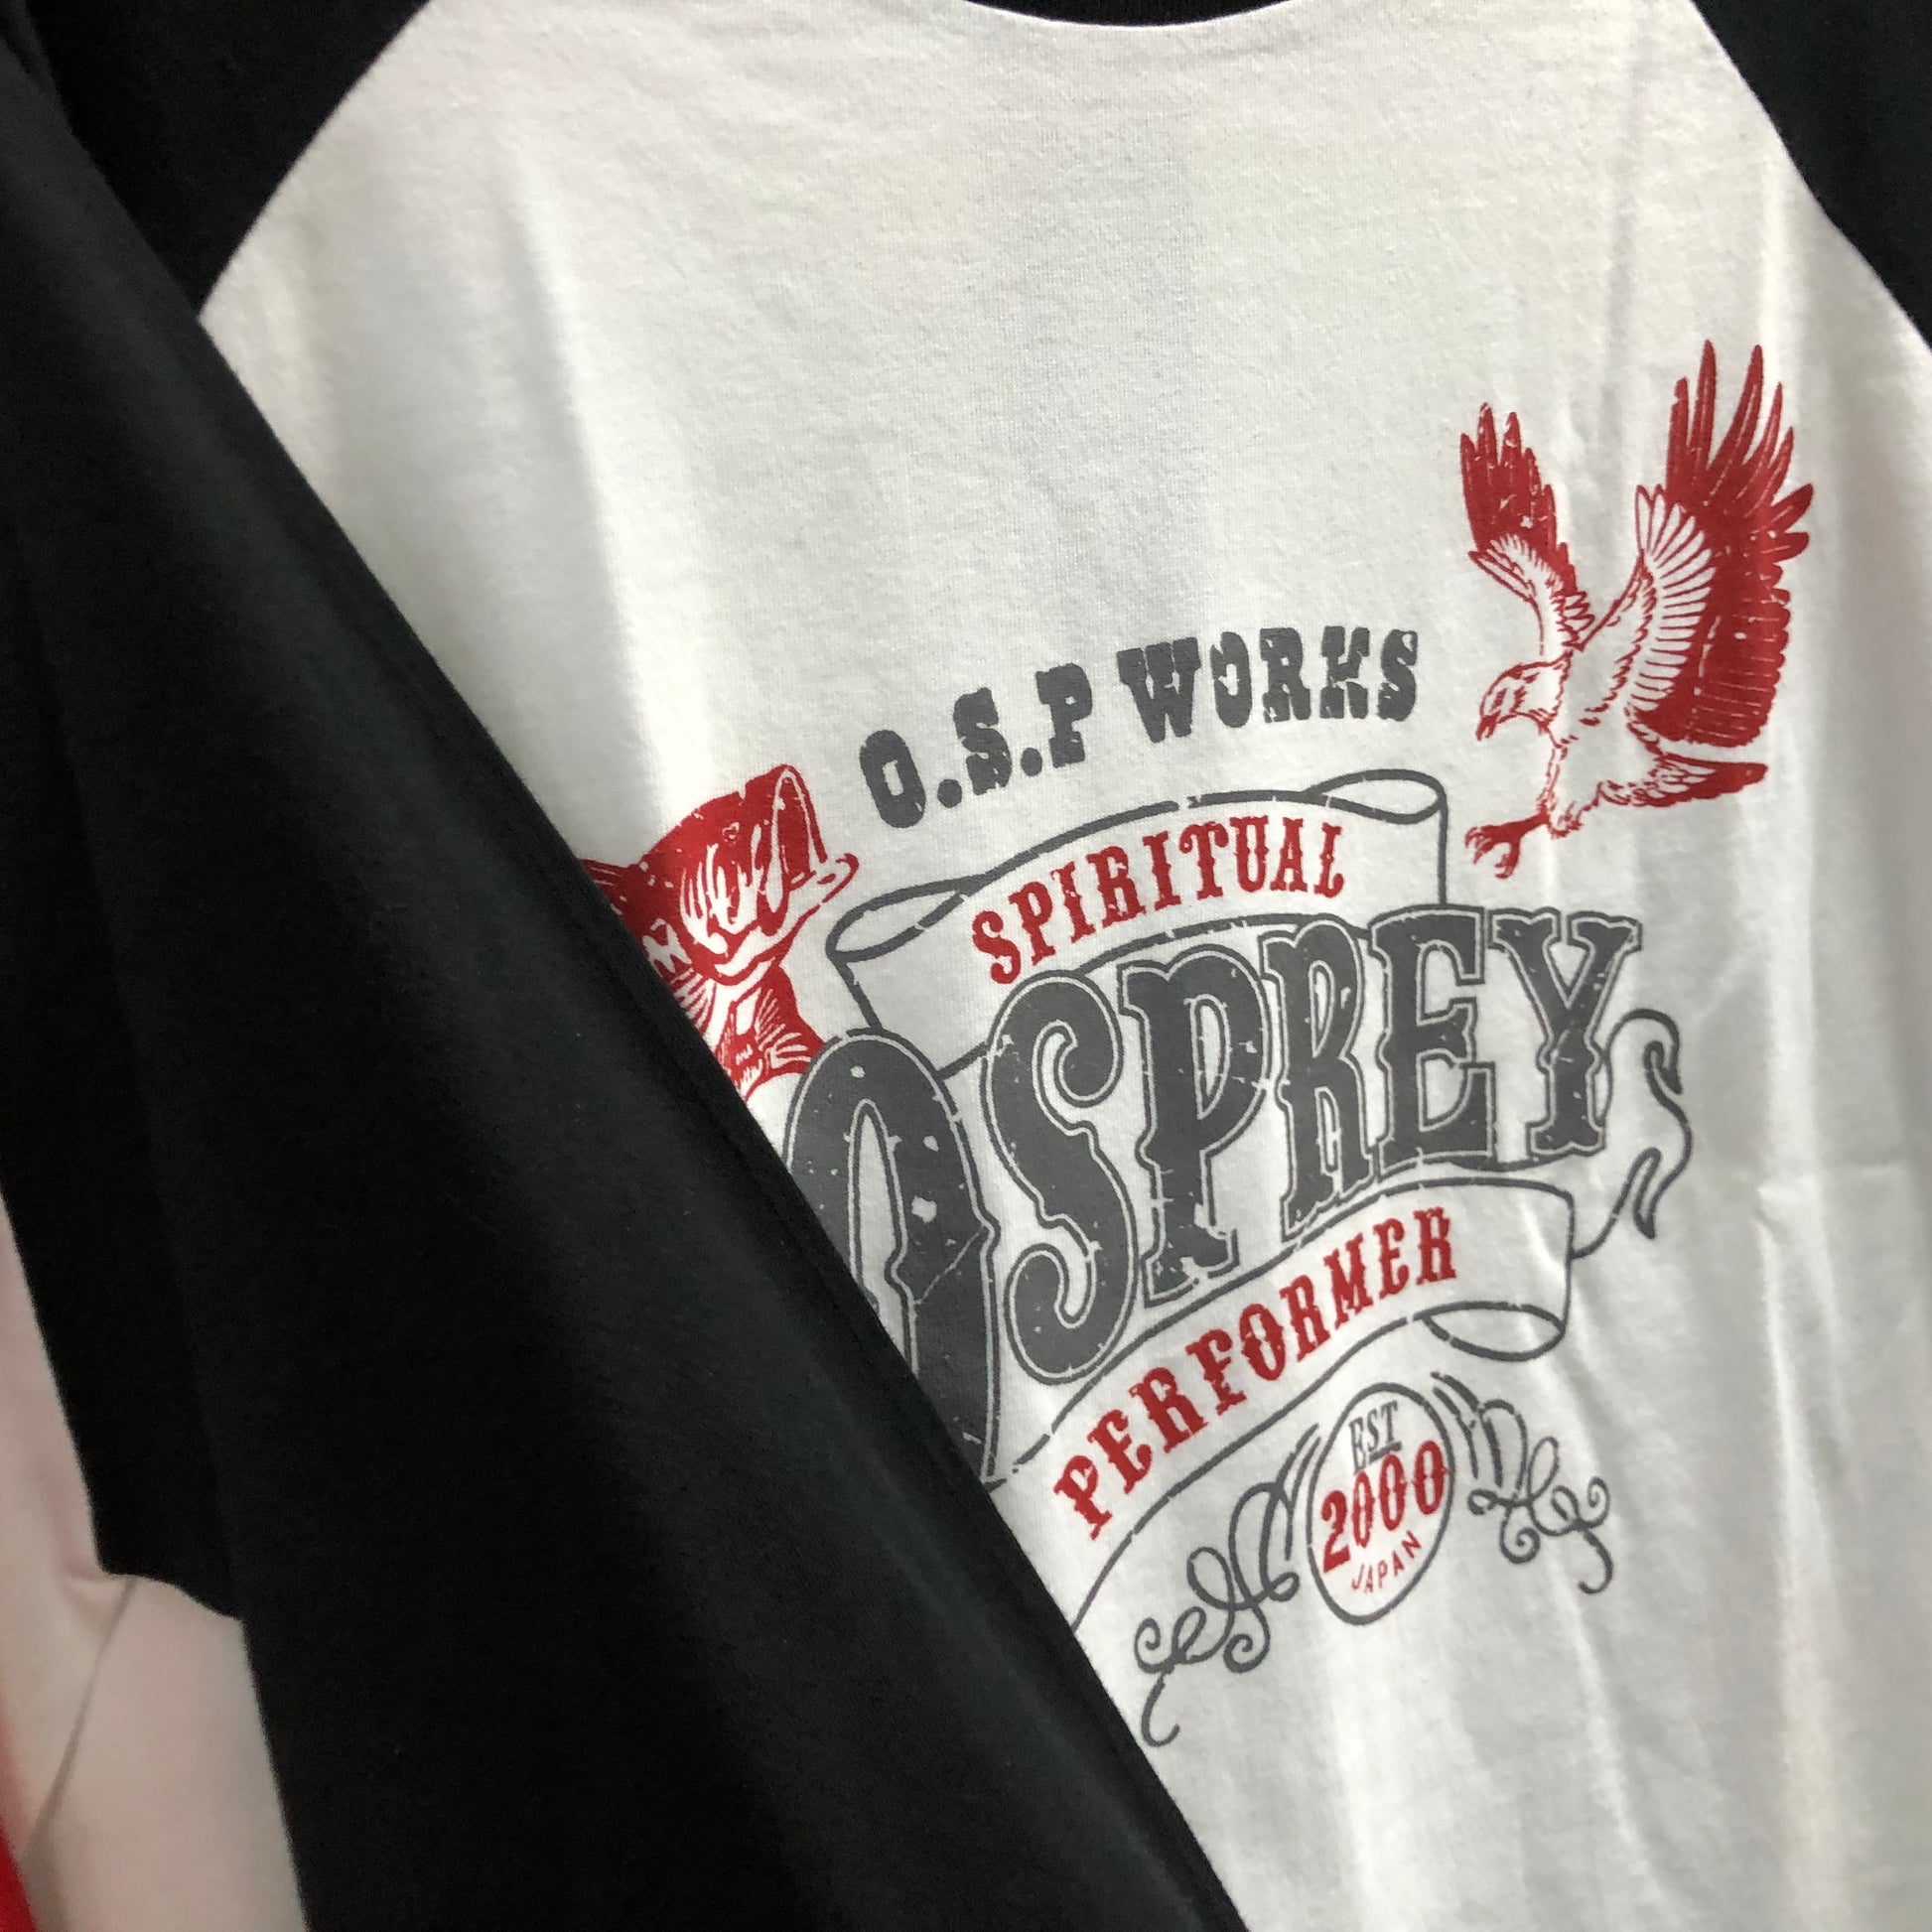 O.S.P WORKS
SPIRITUAL
OSPREY
PERFORMER
EST
2000
JAPAN